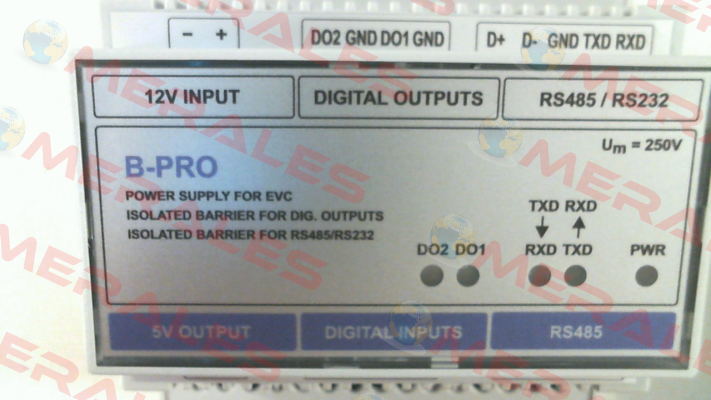 - +
DO2 GND DO1 GND
D+ D- GND TXD RXD
12V INPUT
DIGITAL OUTPUTS
RS485 / RS232
Um = 250V
B-PRO
POWER SUPPLY FOR EVC
ISOLATED BARRIER FOR DIG. OUTPUTS
ISOLATED BARRIER FOR RS485/RS232
TXD RXD
DO2 DO1
RXD TXD
PWR
5V OUTPUT
DIGITAL INPUTS
RS485
MERALES
MERALES
MERALES
MERALES
MERALES